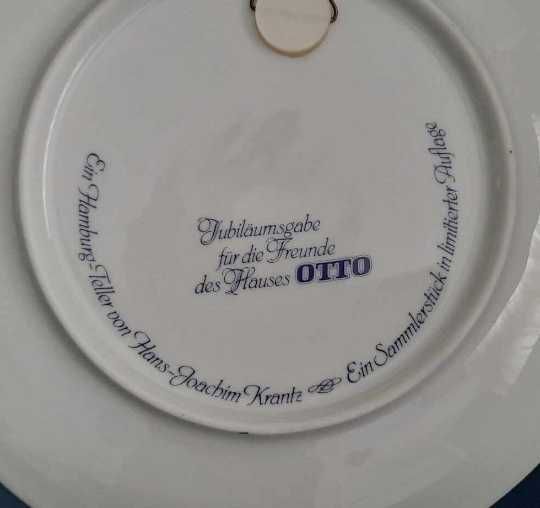 Jubiläumsgabe
für die Freunde
des Hauses OTTO
Ein Hamburg-Teller von Hans-Joachim Krantz Ein Sammlerstück in limitierter Auflage